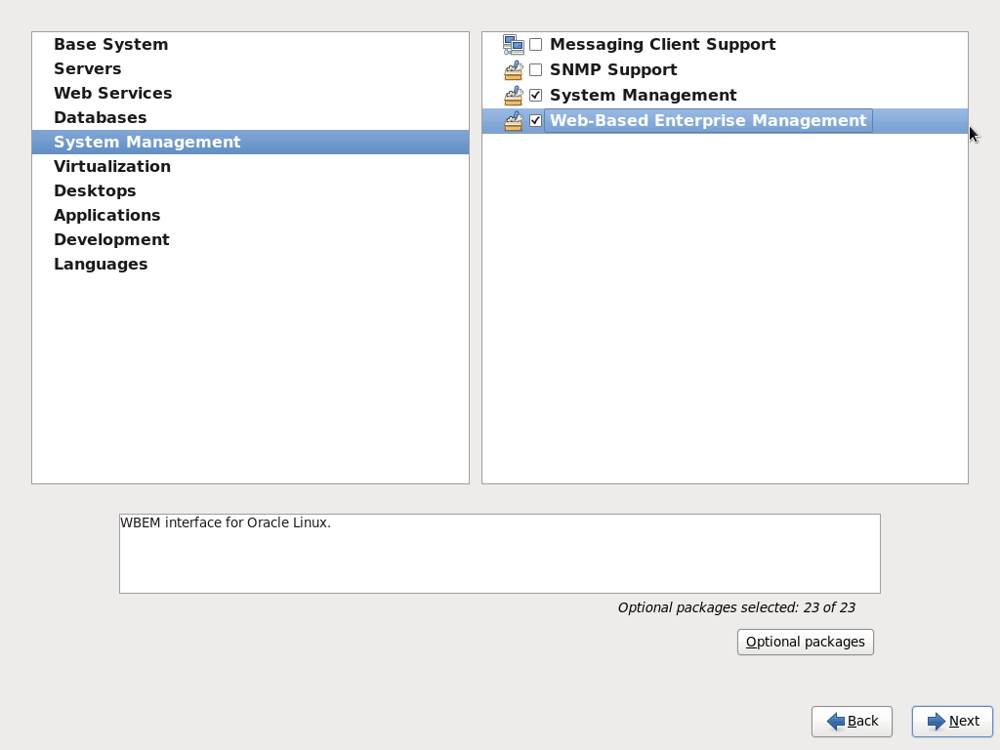 Base System
Servers
Web Services
Databases
System Management
Virtualization
Desktops
Applications
Development
Languages
Messaging Client Support
SNMP Support
System Management
Web-Based Enterprise Management
WBEM interface for Oracle Linux.
Optional packages selected: 23 of 23
Optional packages
Back
Next